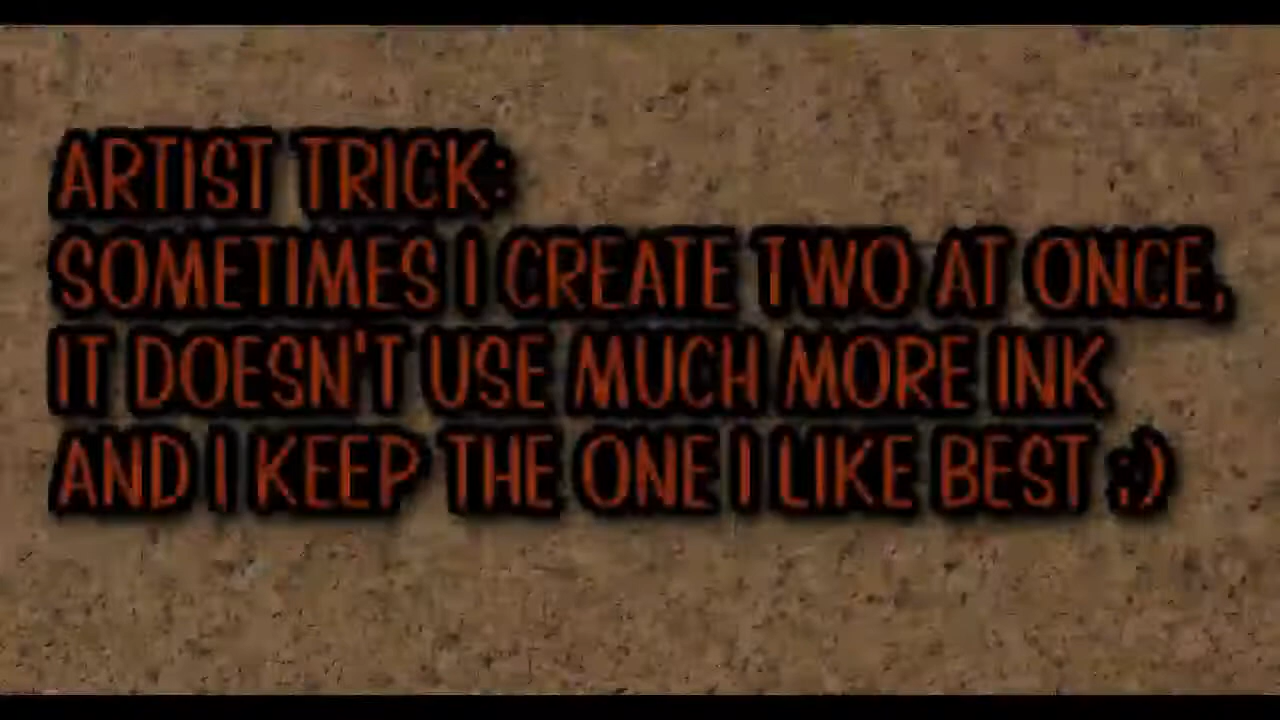 ARTIST TRICK:
SOMETIMES I CREATE TWO AT ONCE,
IT DOESN'T USE MUCH MORE INK
AND I KEEP THE ONE I LIKE BEST ;)